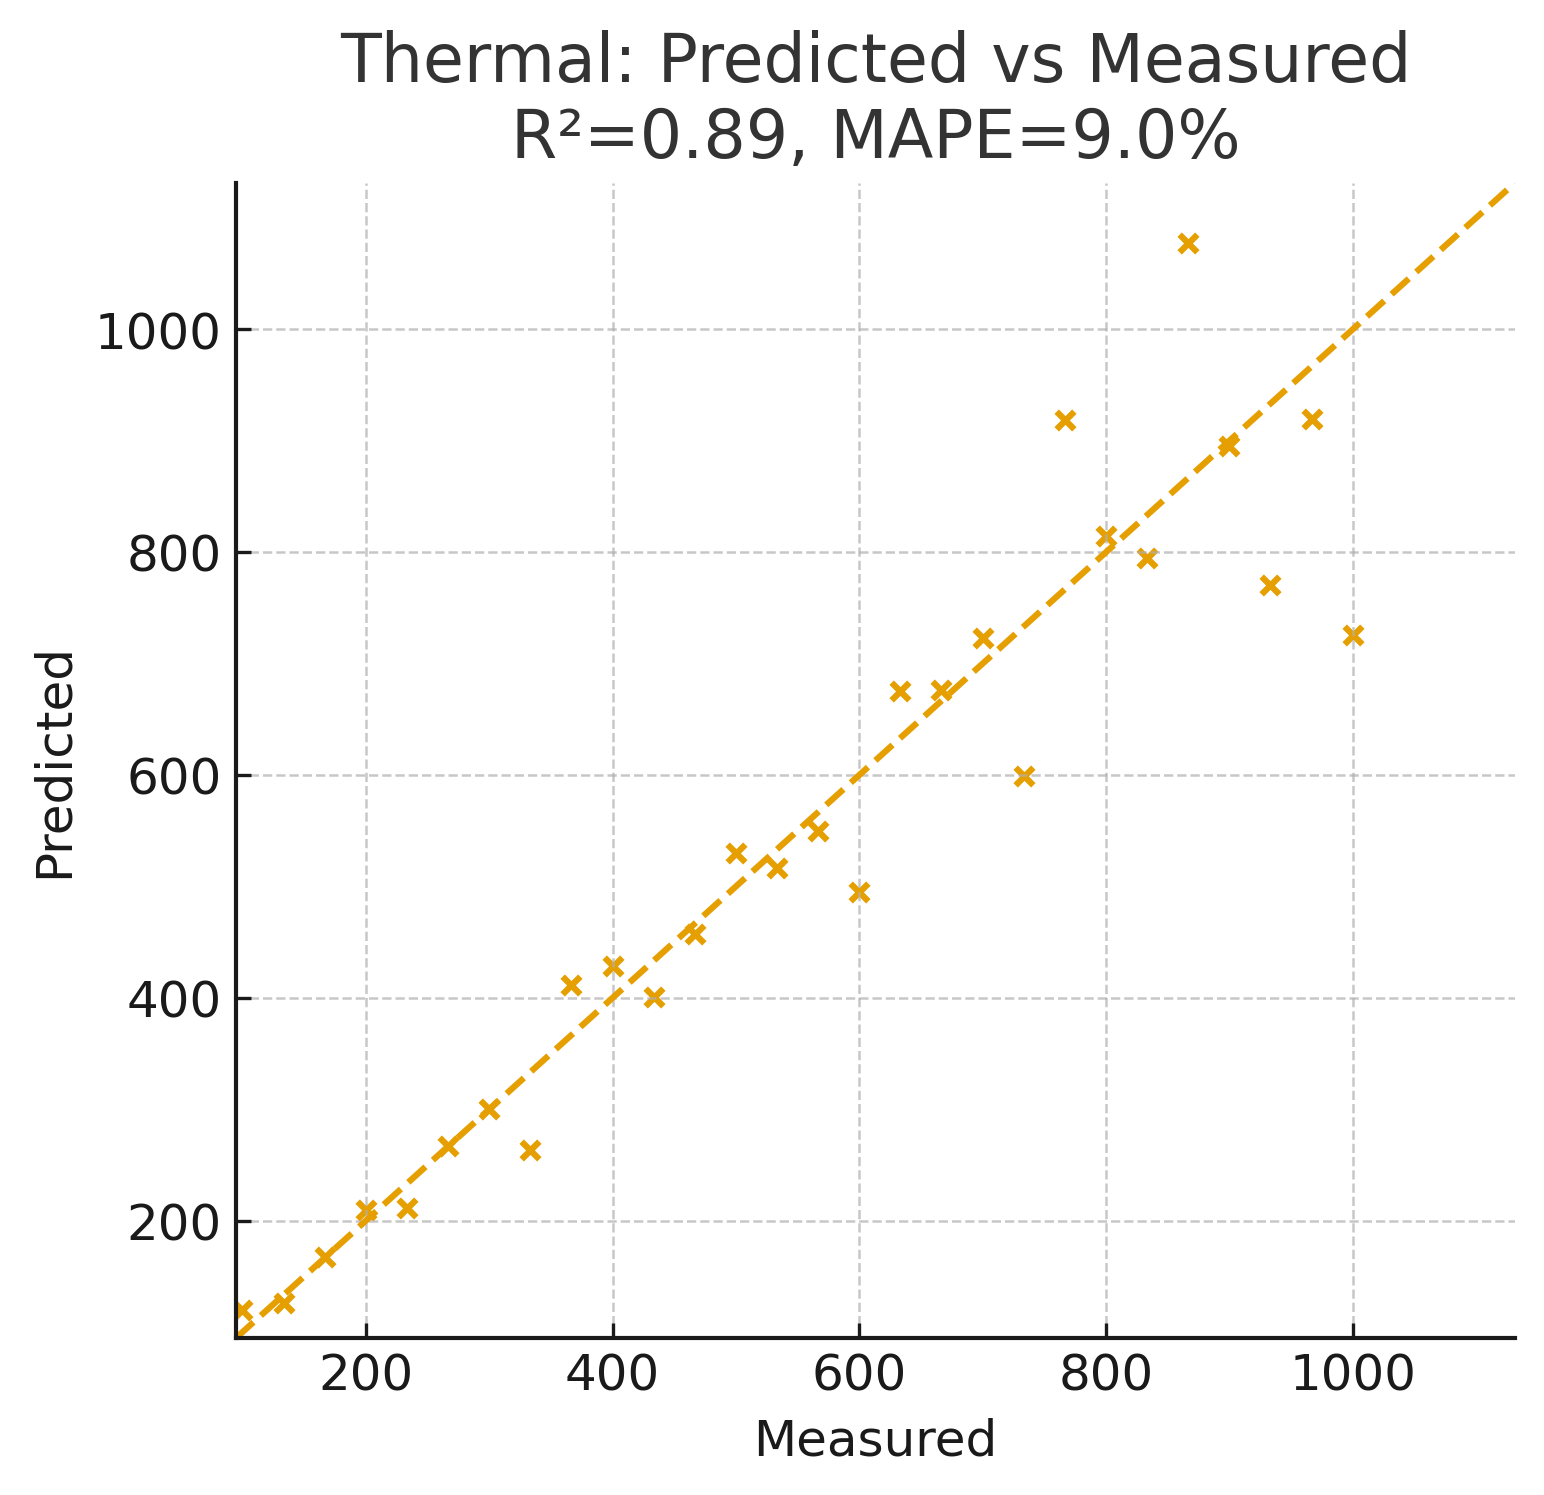 Thermal: Predicted vs Measured
R²=0.89, MAPE=9.0%
1000
800
600
400
200
Predicted
200 400 600 800 1000
Measured